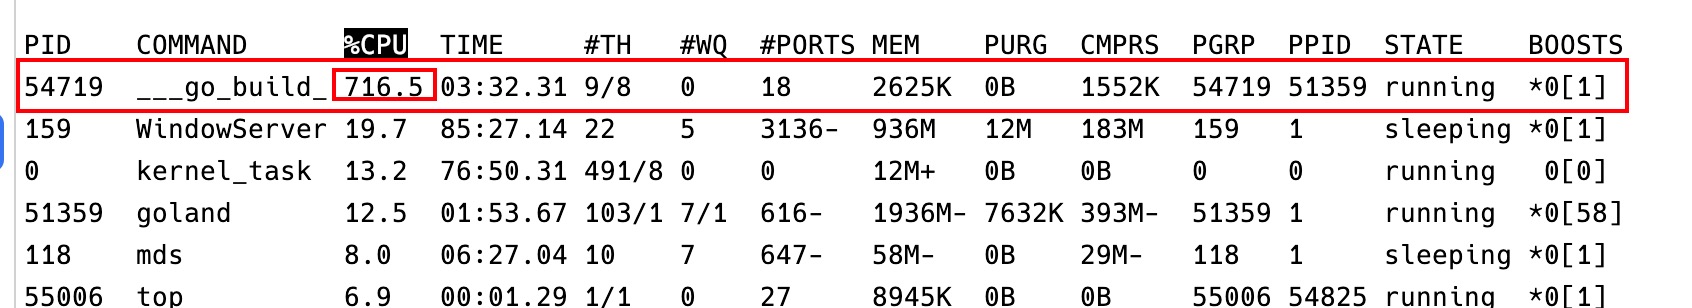 PID COMMAND %CPU TIME #TH #WQ #PORTS MEM PURG CMPRS PGRP PPID STATE BOOSTS
54719 ___go_build_ 716.5 03:32.31 9/8 0 18 2625K 0B 1552K 54719 51359 running *0[1]
159 WindowServer 19.7 85:27.14 22 5 3136- 936M 12M 183M 159 1 sleeping *0[1]
0 kernel_task 13.2 76:50.31 491/8 0 0 12M+ 0B 0B 0 0 running 0[0]
51359 goland 12.5 01:53.67 103/1 7/1 616- 1936M- 7632K 393M- 51359 1 running *0[58]
118 mds 8.0 06:27.04 10 7 647- 58M- 0B 29M- 118 1 sleeping *0[1]
55006 top 6.9 00:01.29 1/1 0 27 8945K 0B 0B 55006 54825 running *0[1]